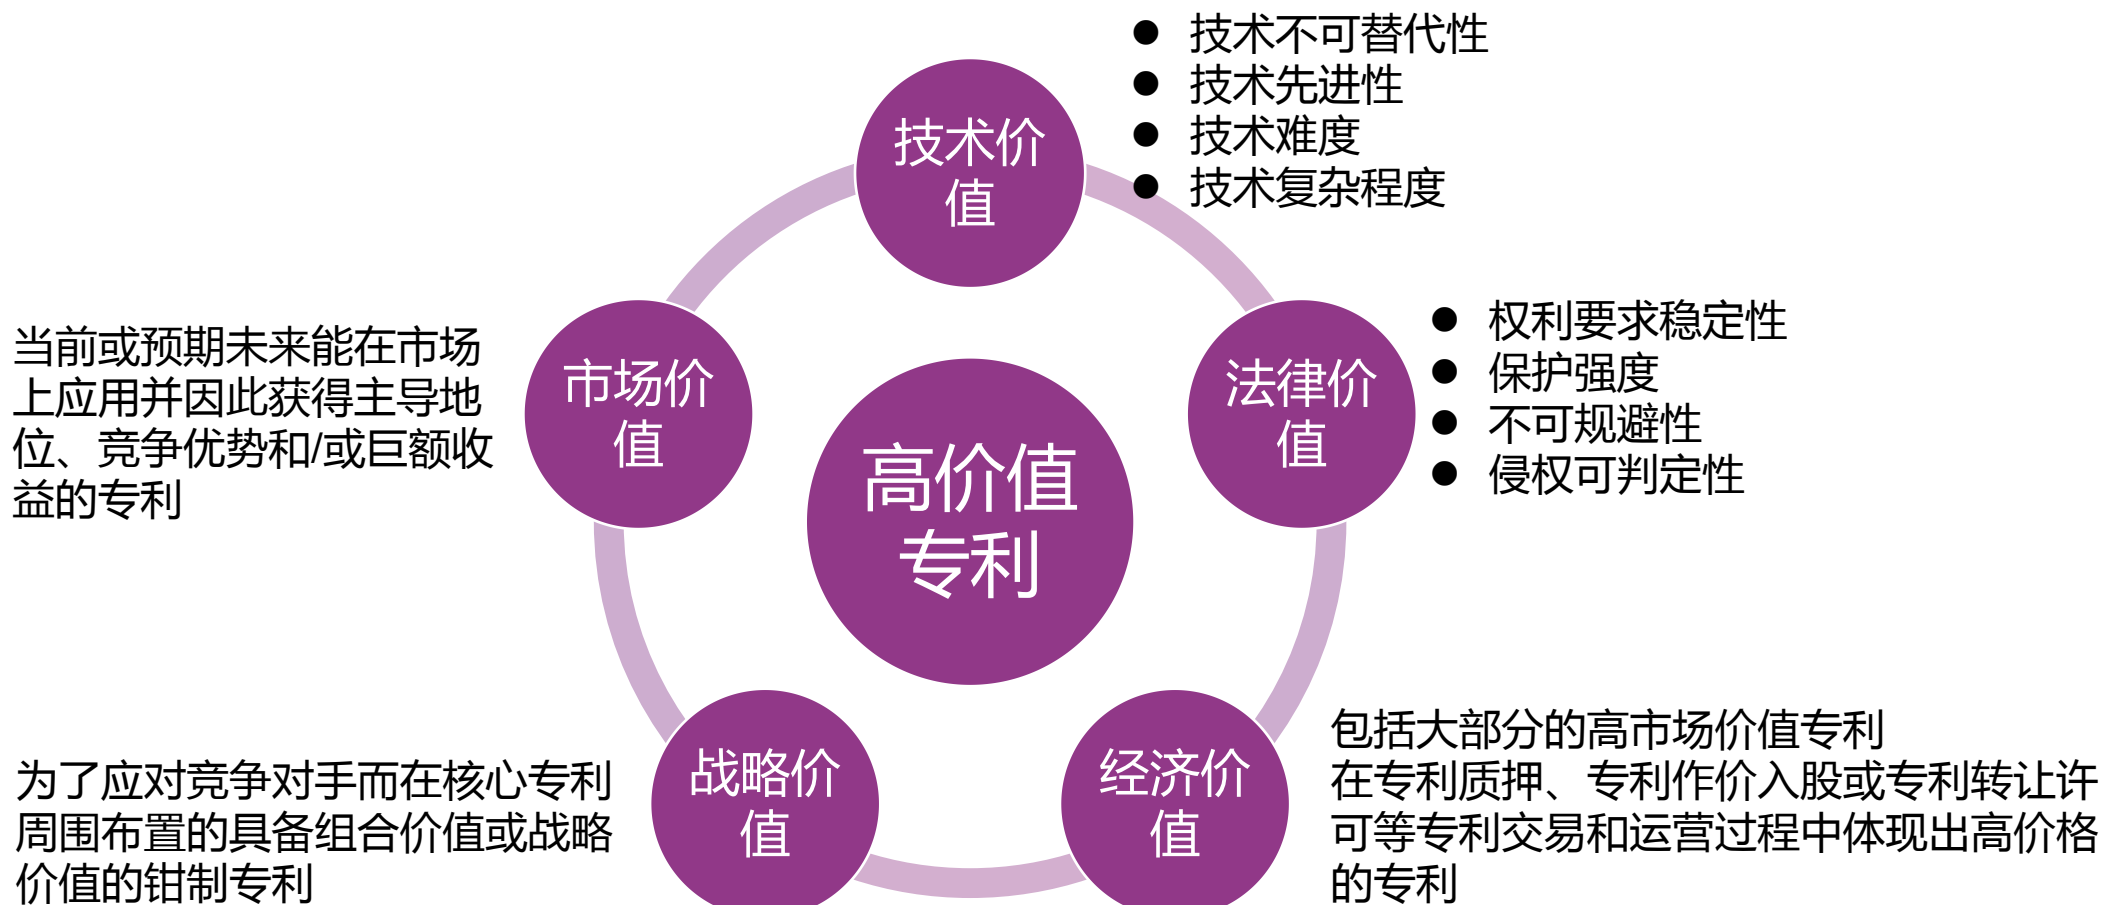 技术不可替代性
技术先进性
技术难度
技术复杂程度
技术价
值
权利要求稳定性
保护强度
不可规避性
侵权可判定性
法律价
值
当前或预期未来能在市场
上应用并因此获得主导地
位、竞争优势和/或巨额收
益的专利
市场价
值
高价值
专利
为了应对竞争对手而在核心专利
周围布置的具备组合价值或战略
价值的钳制专利
战略价
值
经济价
值
包括大部分的高市场价值专利
在专利质押、专利作价入股或专利转让许
可等专利交易和运营过程中体现出高价格
的专利